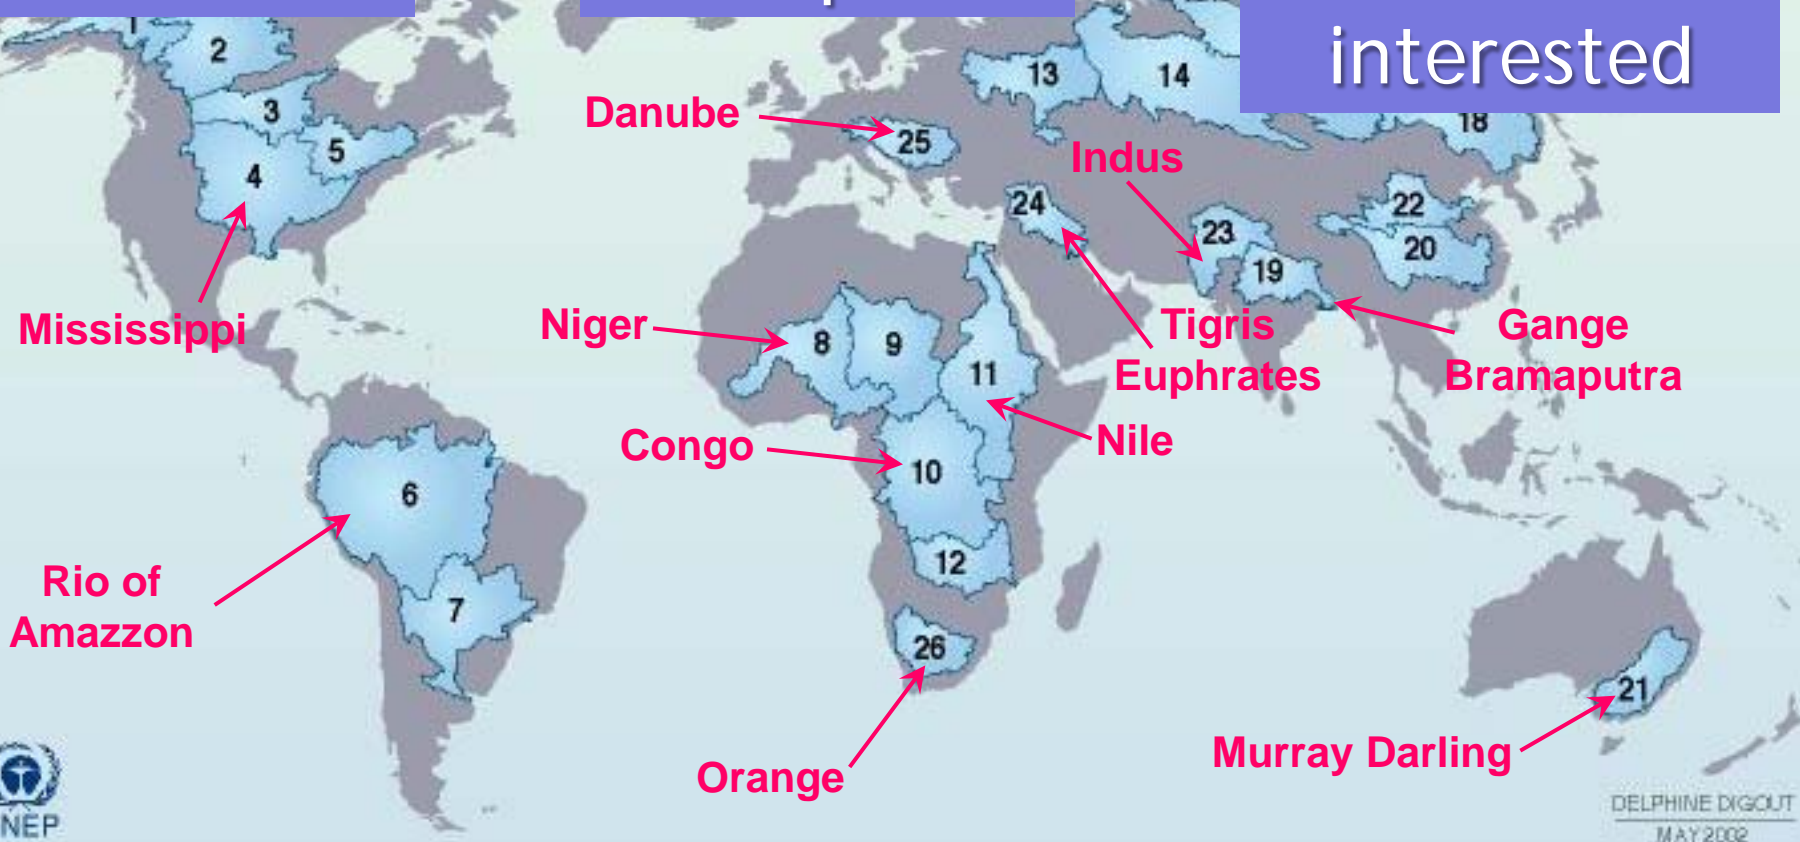 interested
1
2
13
14
3
Danube
18
25
5
Indus
4
24
22
23
20
19
Mississippi
Niger
8
9
11
Tigris
Euphrates
Gange
Bramaputra
Nile
Congo
10
6
12
Rio of
Amazzon
7
26
21
Murray Darling
Orange
NEP
DELPHINE DIGOUT
MAY 2002